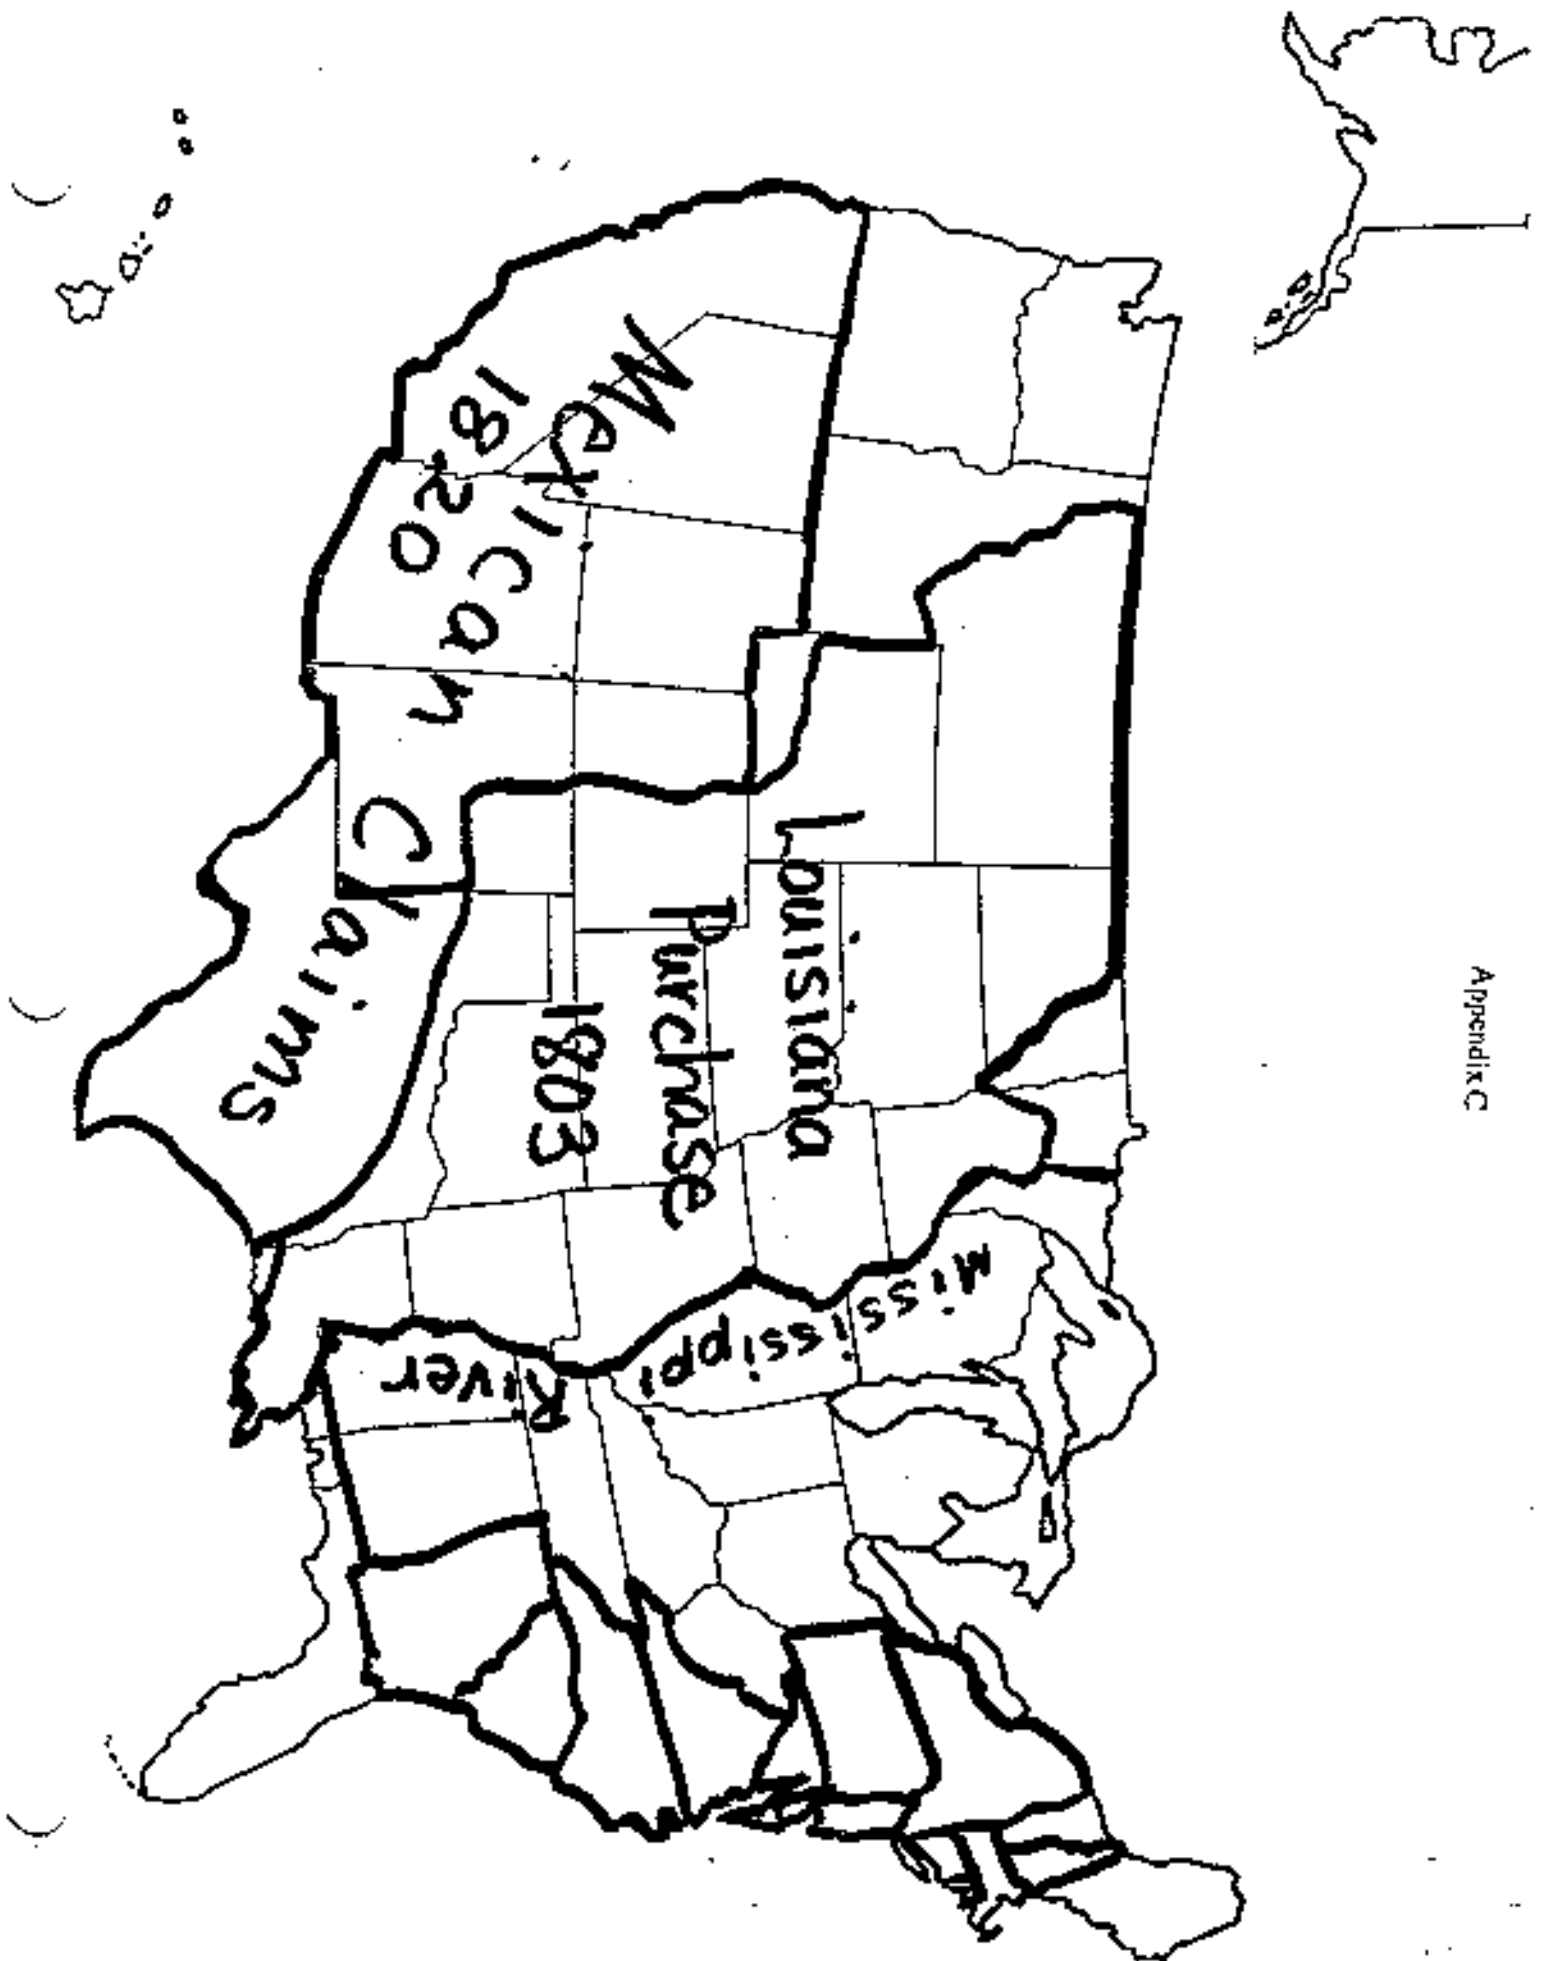 Appendix C
Mississippi
River
Louisiana
Purchase
1803
Mexican Claims
1820